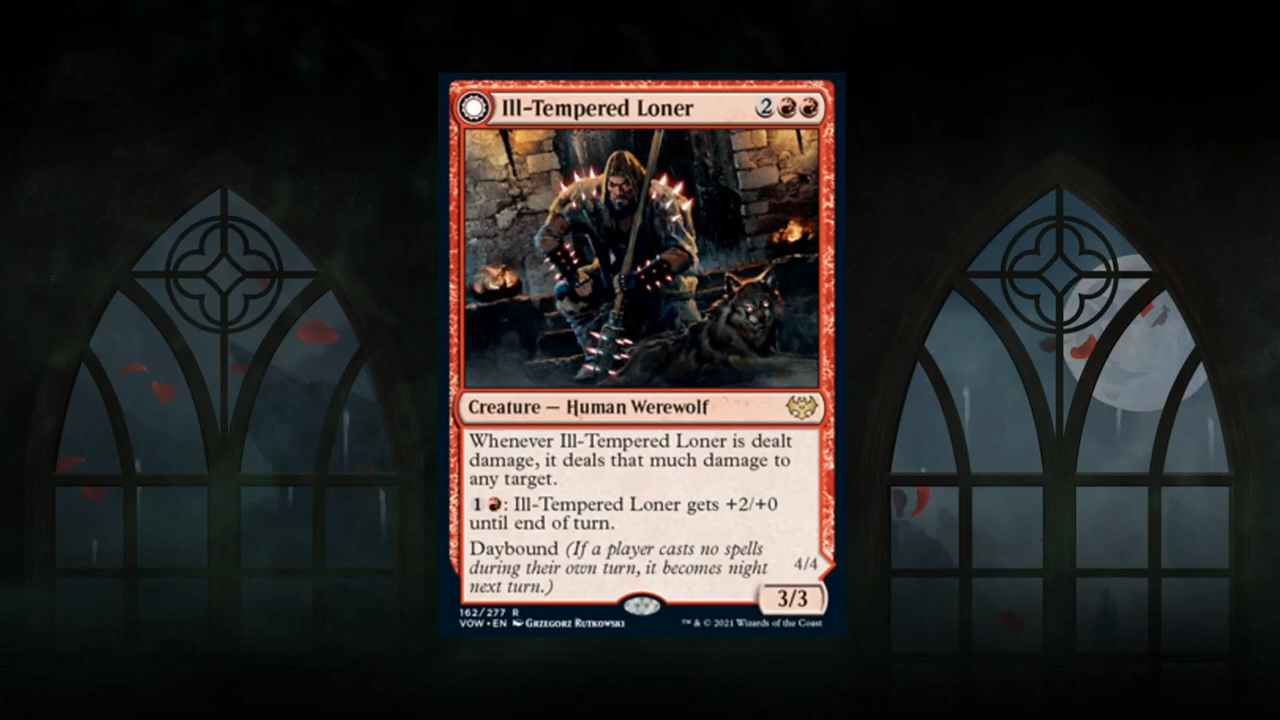 Ill-Tempered Loner 2
Creature — Human Werewolf
Whenever Ill-Tempered Loner is dealt
damage, it deals that much damage to
any target.
1 : Ill-Tempered Loner gets +2/+0
until end of turn.
Daybound (If a player casts no spells
during their own turn, it becomes night
next turn.)
4/4
3/3
162/277 R
VOW • EN Grzegorz Rutkowski
™ & © 2021 Wizards of the Coast